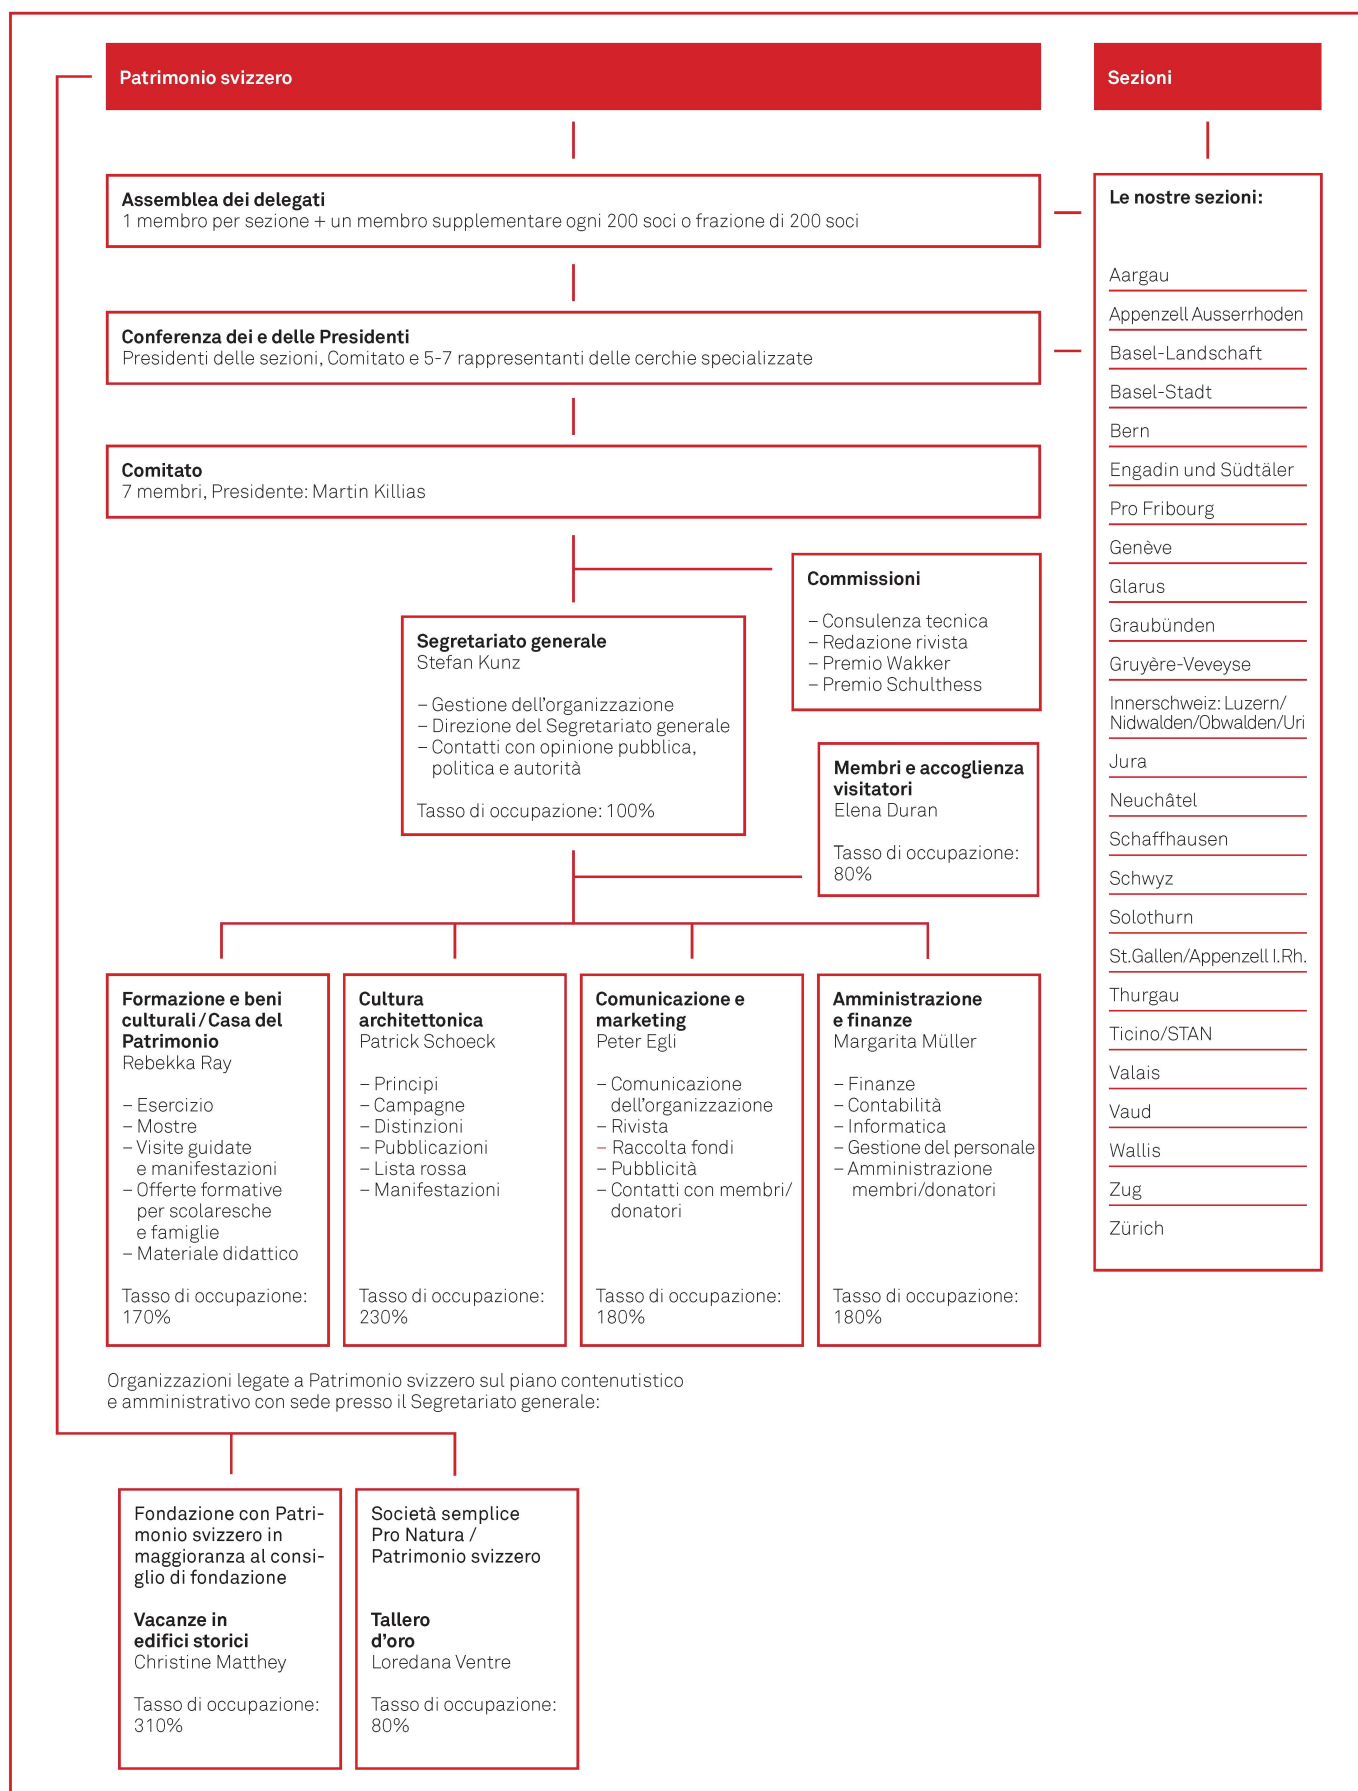 Patrimonio svizzero
Assemblea dei delegati
1 membro per sezione + un membro supplementare ogni 200 soci o frazione di 200 soci
Conferenza dei e delle Presidenti
Presidenti delle sezioni, Comitato e 5-7 rappresentanti delle cerchie specializzate
Comitato
7 membri, Presidente: Martin Killias
Commissioni
– Consulenza tecnica
– Redazione rivista
– Premio Wakker
– Premio Schulthess
Segretariato generale
Stefan Kunz
– Gestione dell'organizzazione
– Direzione del Segretariato generale
– Contatti con opinione pubblica,
politica e autorità
Tasso di occupazione: 100%
Membri e accoglienza
visitatori
Elena Duran
Tasso di occupazione:
80%
Formazione e beni
culturali / Casa del
Patrimonio
Rebekka Ray
– Esercizio
– Mostre
– Visite guidate
e manifestazioni
– Offerte formative
per scolaresche
e famiglie
– Materiale didattico
Tasso di occupazione:
170%
Cultura
architettonica
Patrick Schoeck
– Principi
– Campagne
– Distinzioni
– Pubblicazioni
– Lista rossa
– Manifestazioni
Tasso di occupazione:
230%
Comunicazione e
marketing
Peter Egli
– Comunicazione
dell'organizzazione
– Rivista
– Raccolta fondi
– Pubblicità
– Contatti con membri/
donatori
Tasso di occupazione:
180%
Amministrazione
e finanze
Margarita Müller
– Finanze
– Contabilità
– Informatica
– Gestione del personale
– Amministrazione
membri/donatori
Tasso di occupazione:
180%
Organizzazioni legate a Patrimonio svizzero sul piano contenutistico
e amministrativo con sede presso il Segretariato generale:
Fondazione con Patri-
monio svizzero in
maggioranza al consi-
glio di fondazione
Vacanze in
edifici storici
Christine Matthey
Tasso di occupazione:
310%
Società semplice
Pro Natura /
Patrimonio svizzero
Tallero
d'oro
Loredana Ventre
Tasso di occupazione:
80%
Sezioni
Le nostre sezioni:
Aargau
Appenzell Ausserrhoden
Basel-Landschaft
Basel-Stadt
Bern
Engadin und Südtäler
Pro Fribourg
Genève
Glarus
Graubünden
Gruyère-Veveyse
Innerschweiz: Luzern/
Nidwalden/Obwalden/Uri
Jura
Neuchâtel
Schaffhausen
Schwyz
Solothurn
St.Gallen/Appenzell I.Rh.
Thurgau
Ticino/STAN
Valais
Vaud
Wallis
Zug
Zürich